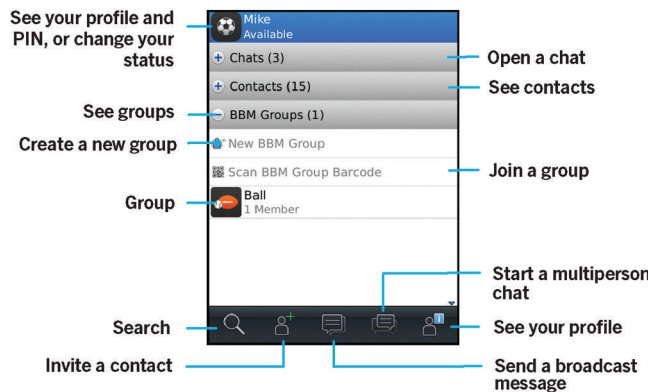 See your profile and
PIN, or change your
status
Mike
Available
Chats (3)
Open a chat
Contacts (15)
See contacts
See groups
BBM Groups (1)
Create a new group
New BBM Group
Scan BBM Group Barcode
Join a group
Group
Ball
1 Member
Start a multiperson
chat
Search
See your profile
Invite a contact
Send a broadcast
message